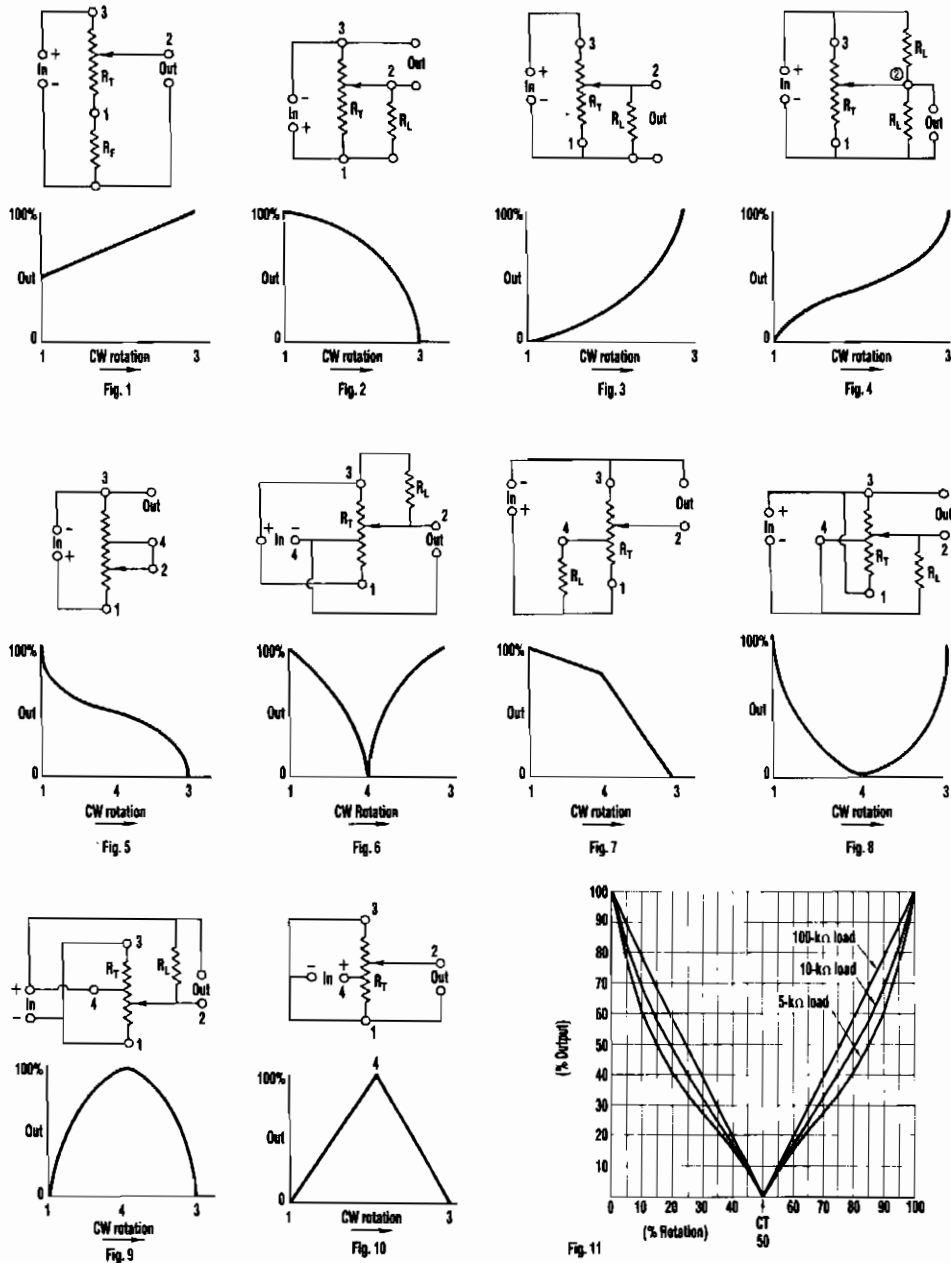 3
+
In
-
2
Out
R_T
1
R_F
100%
Out
0
1
3
CW rotation
Fig. 1
3
Out
2
-
In
+
R_T
R_L
1
100%
Out
0
1
3
CW rotation
Fig. 2
3
+
In
-
2
R_T
R_L
Out
1
100%
Out
0
1
3
CW rotation
Fig. 3
3
R_L
+
In
-
②
R_T
R_L
Out
1
100%
Out
0
1
3
CW rotation
Fig. 4
3
Out
-
In
+
4
2
1
100%
Out
0
1
4
3
CW rotation
Fig. 5
3
R_L
R_T
+
In
-
4
2
Out
1
100%
Out
0
1
4
3
CW Rotation
Fig. 6
3
-
In
+
Out
4
2
R_T
R_L
1
100%
Out
0
1
4
3
CW rotation
Fig. 7
3
Out
+
In
-
4
2
R_T
R_L
1
100%
Out
0
1
4
3
CW rotation
Fig. 8
3
R_T
R_L
+
In
-
4
Out
2
1
100%
Out
0
1
4
3
CW rotation
Fig. 9
3
-
In
+
4
R_T
2
Out
1
100%
4
Out
0
1
3
CW rotation
Fig. 10
(% Output)
100
90
80
70
60
50
40
30
20
10
100-kΩ load
10-kΩ load
5-kΩ load
0 10 20 30 40 CT 50 60 70 80 90 100
(% Rotation)
Fig. 11